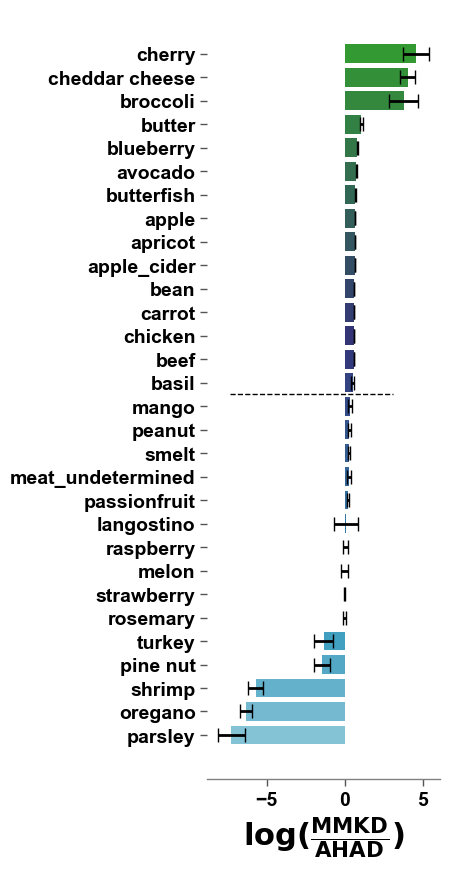 cherry
cheddar cheese
broccoli
butter
blueberry
avocado
butterfish
apple
apricot
apple_cider
bean
carrot
chicken
beef
basil
mango
peanut
smelt
meat_undetermined
passionfruit
langostino
raspberry
melon
strawberry
rosemary
turkey
pine nut
shrimp
oregano
parsley
−5 0 5
log(MMKD/AHAD)